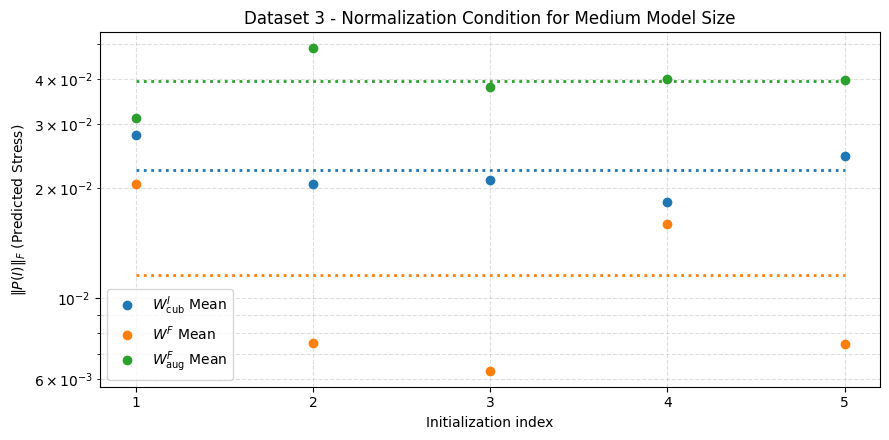 Dataset 3 - Normalization Condition for Medium Model Size
‖P(I)‖_F (Predicted Stress)
4 × 10⁻²
3 × 10⁻²
2 × 10⁻²
10⁻²
6 × 10⁻³
W^I_cub Mean
W^F Mean
W^F_aug Mean
1 2 3 4 5
Initialization index